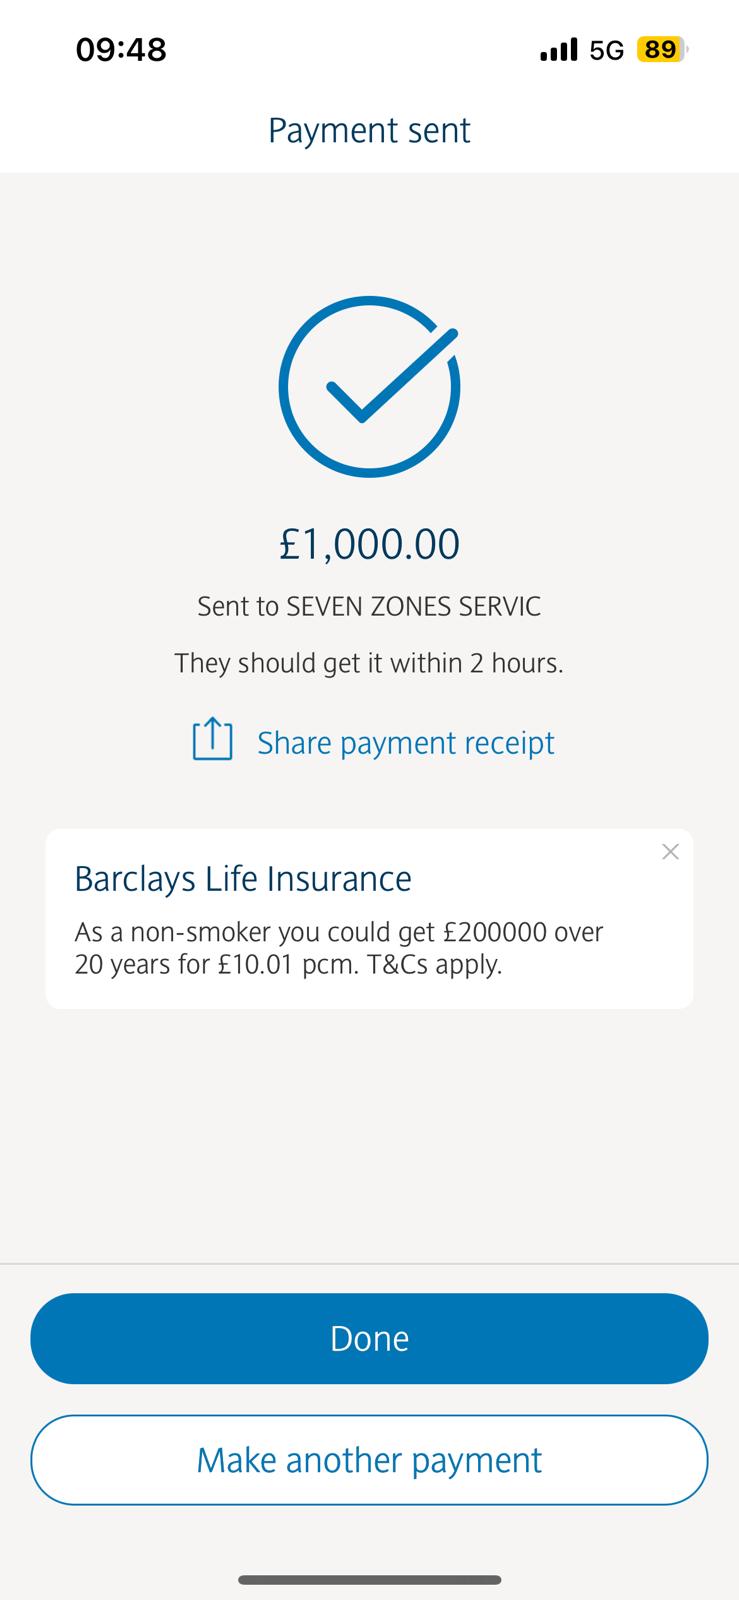 09:48
5G 89
Payment sent
£1,000.00
Sent to SEVEN ZONES SERVIC
They should get it within 2 hours.
Share payment receipt
Barclays Life Insurance
As a non-smoker you could get £200000 over
20 years for £10.01 pcm. T&Cs apply.
Done
Make another payment